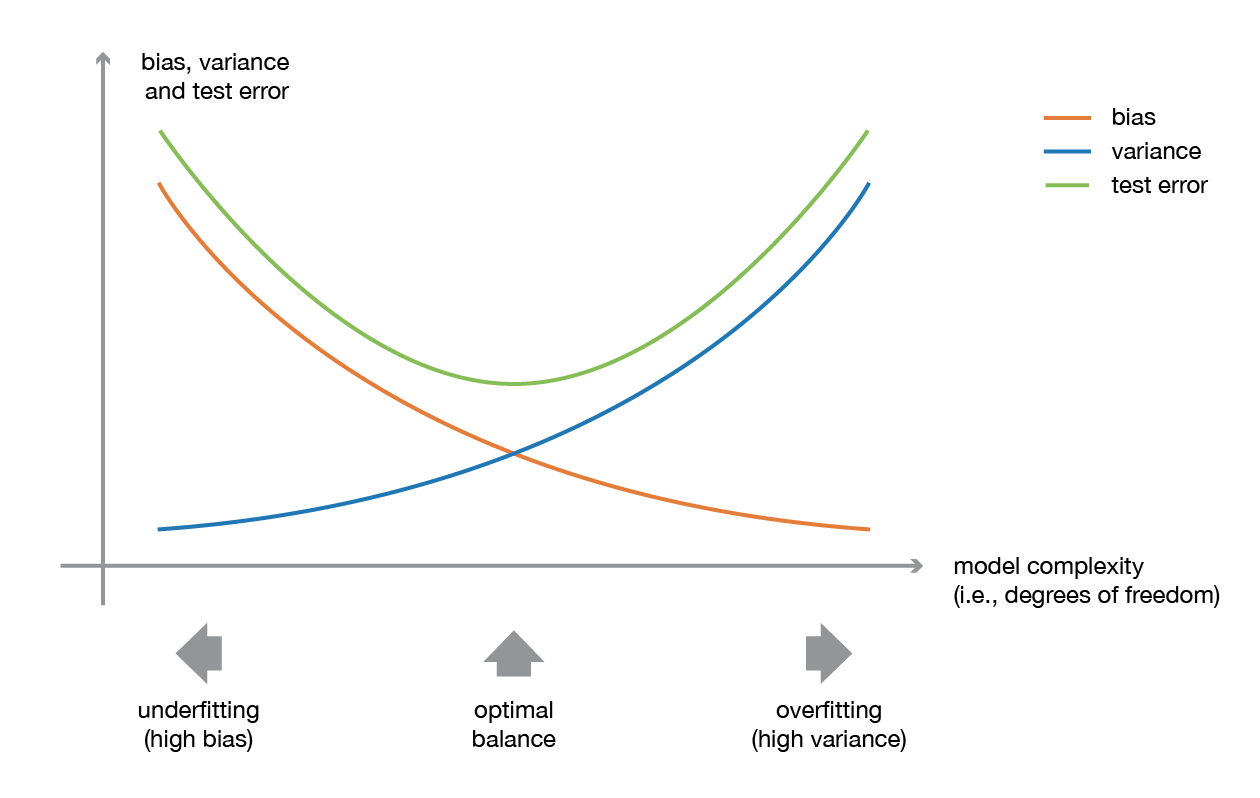 bias, variance
and test error
bias
variance
test error
model complexity
(i.e., degrees of freedom)
underfitting
(high bias)
optimal
balance
overfitting
(high variance)